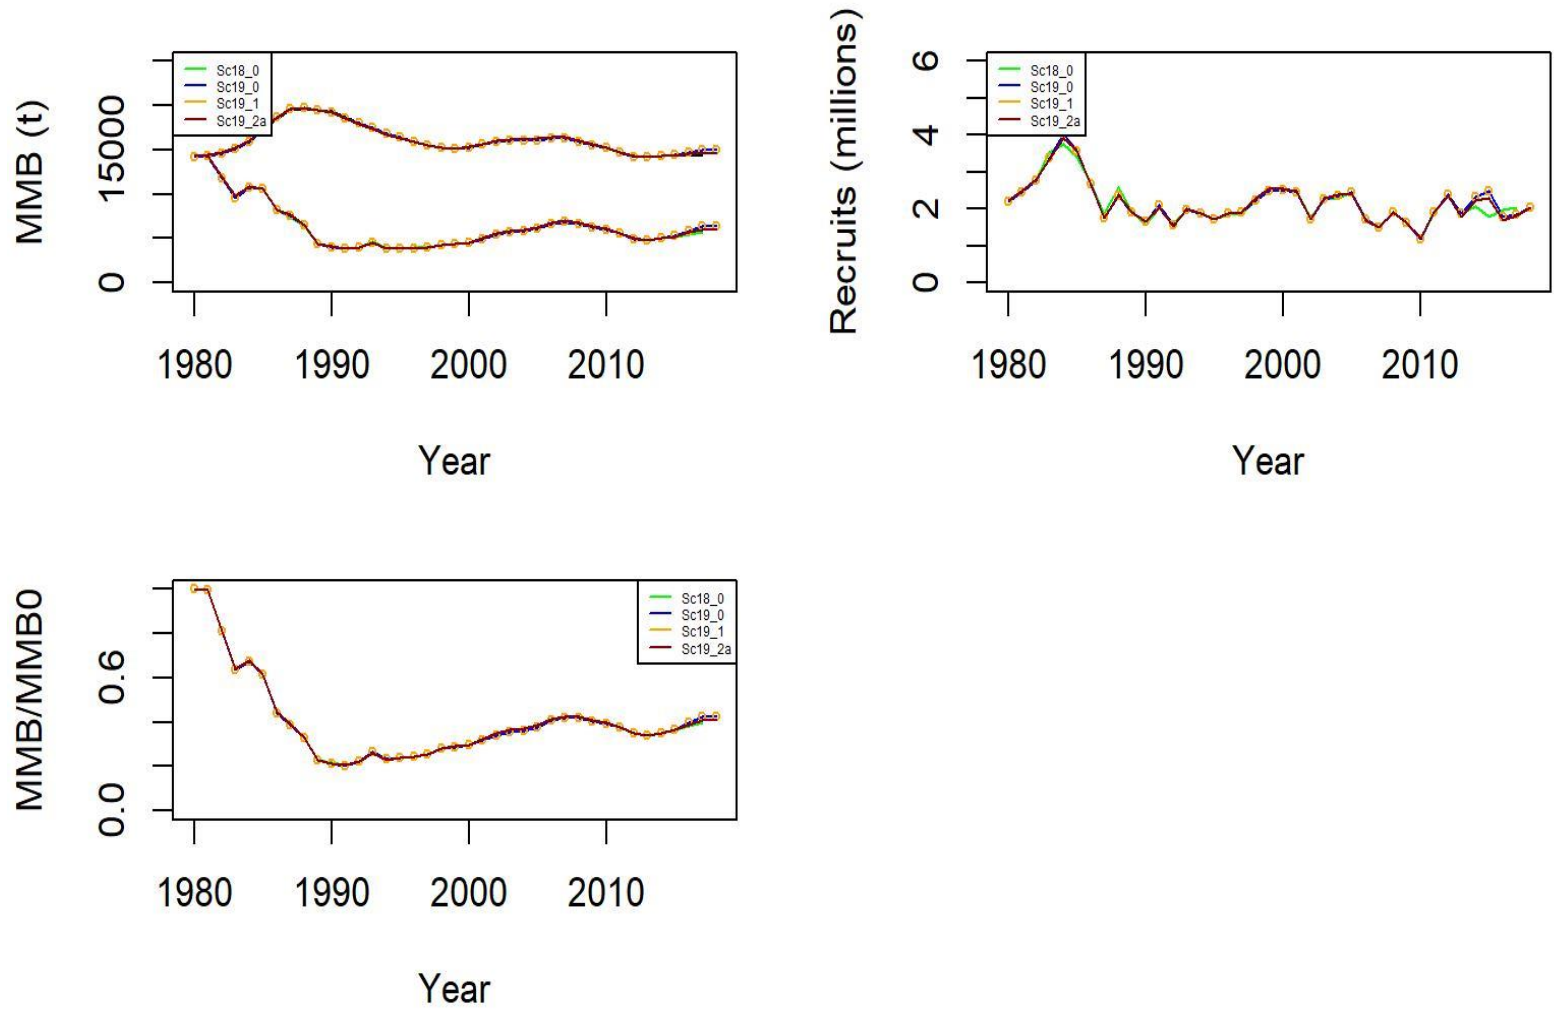 MMB (t)
15000
0
Sc18_0
Sc19_0
Sc19_1
Sc19_2a
1980 1990 2000 2010
Year
Recruits (millions)
6
4
2
0
Sc18_0
Sc19_0
Sc19_1
Sc19_2a
1980 1990 2000 2010
Year
MMB/MMB0
0.6
0.0
Sc18_0
Sc19_0
Sc19_1
Sc19_2a
1980 1990 2000 2010
Year